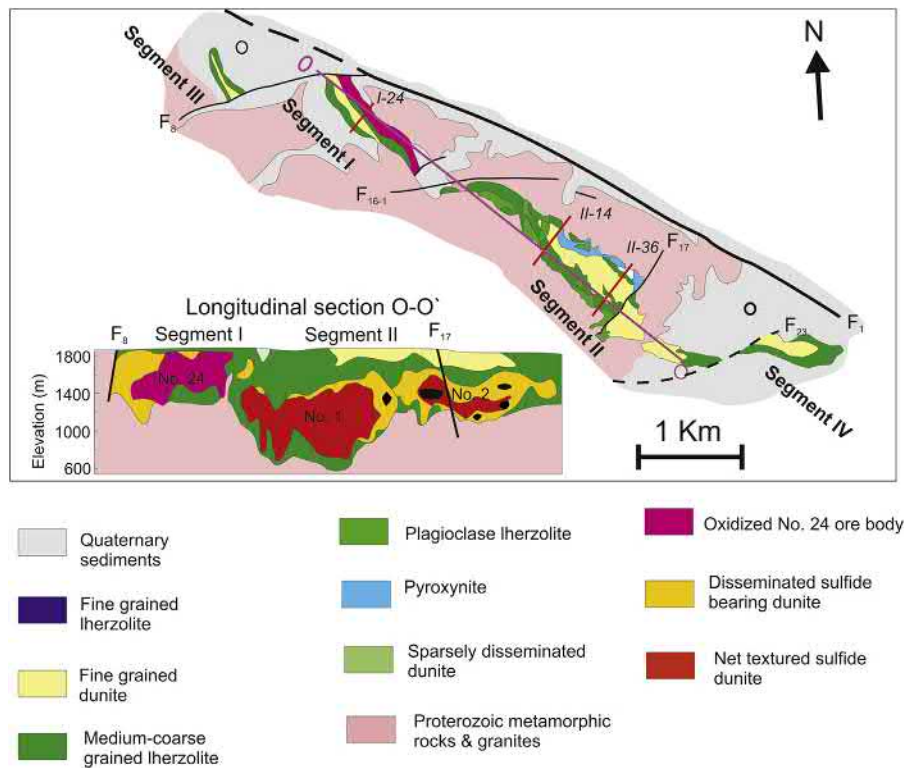 N
Segment III
O
O
I-24
F8
Segment I
F16-1
II-14
II-36
F17
Segment II
O
F23
F1
O
Segment IV
1 Km
Longitudinal section O-O`
F8
Segment I
Segment II
F17
Elevation (m)
1800
1400
1000
600
No. 24
No. 1
No. 2
Quaternary
sediments
Fine grained
lherzolite
Fine grained
dunite
Medium-coarse
grained lherzolite
Plagioclase lherzolite
Pyroxynite
Sparsely disseminated
dunite
Proterozoic metamorphic
rocks & granites
Oxidized No. 24 ore body
Disseminated sulfide
bearing dunite
Net textured sulfide
dunite